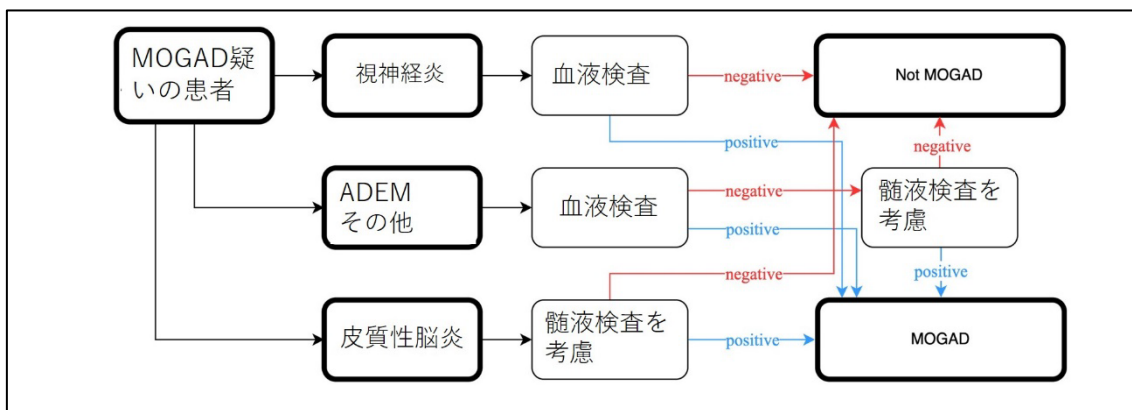 MOGAD疑
いの患者
視神経炎
血液検査
negative
Not MOGAD
positive
ADEM
その他
血液検査
negative
positive
髄液検査を
考慮
negative
positive
皮質性脳炎
髄液検査を
考慮
negative
positive
MOGAD